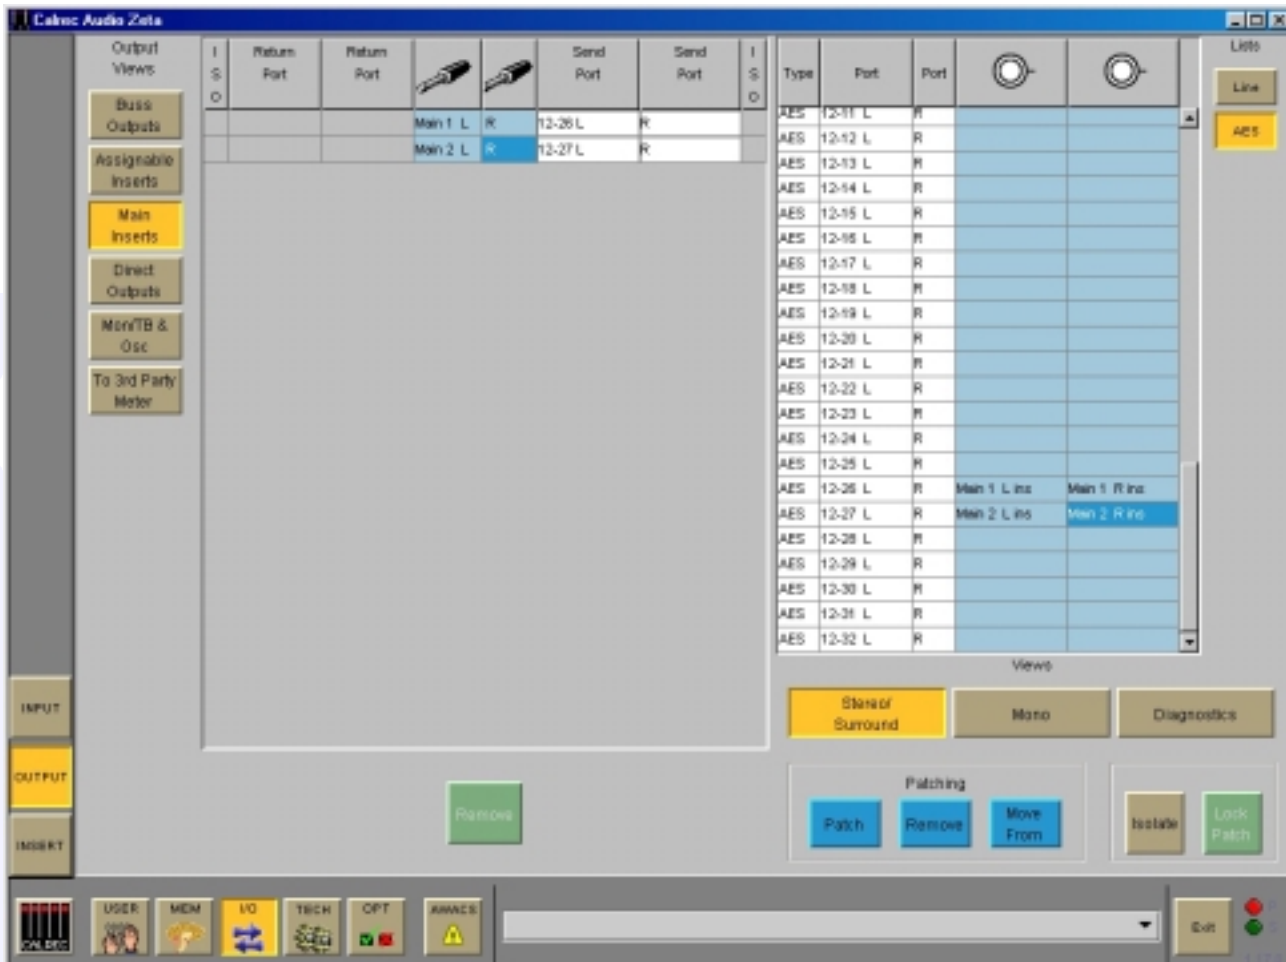 Calrec Audio Zeta
Output
Views
Buss
Outputs
Assignable
Inserts
Main
Inserts
Direct
Outputs
Mon/TB &
Osc
To 3rd Party
Meter
INPUT
OUTPUT
INSERT
I
S
O
Return
Port
Return
Port
Send
Port
Send
Port
I
S
O
Main 1 L R 12-26 L R
Main 2 L R 12-27 L R
Remove
Type Port Port
AES 12-11 L R
AES 12-12 L R
AES 12-13 L R
AES 12-14 L R
AES 12-15 L R
AES 12-16 L R
AES 12-17 L R
AES 12-18 L R
AES 12-19 L R
AES 12-20 L R
AES 12-21 L R
AES 12-22 L R
AES 12-23 L R
AES 12-24 L R
AES 12-25 L R
AES 12-26 L R Main 1 L ins Main 1 R ins
AES 12-27 L R Main 2 L ins Main 2 R ins
AES 12-28 L R
AES 12-29 L R
AES 12-30 L R
AES 12-31 L R
AES 12-32 L R
Lists
Line
AES
Views
Stereo/
Surround
Mono
Diagnostics
Patching
Patch
Remove
Move
From
Isolate
Lock
Patch
CALREC
USER
MEM
I/O
TECH
OPT
AWACS
Exit